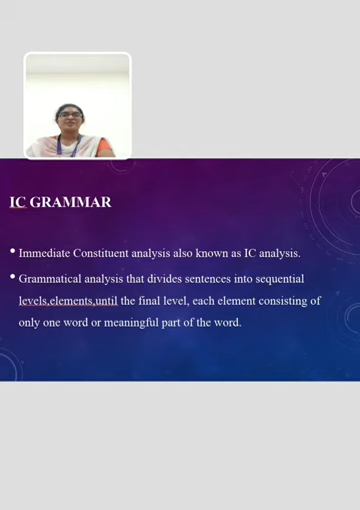 IC GRAMMAR
• Immediate Constituent analysis also known as IC analysis.
• Grammatical analysis that divides sentences into sequential
levels,elements,until the final level, each element consisting of
only one word or meaningful part of the word.